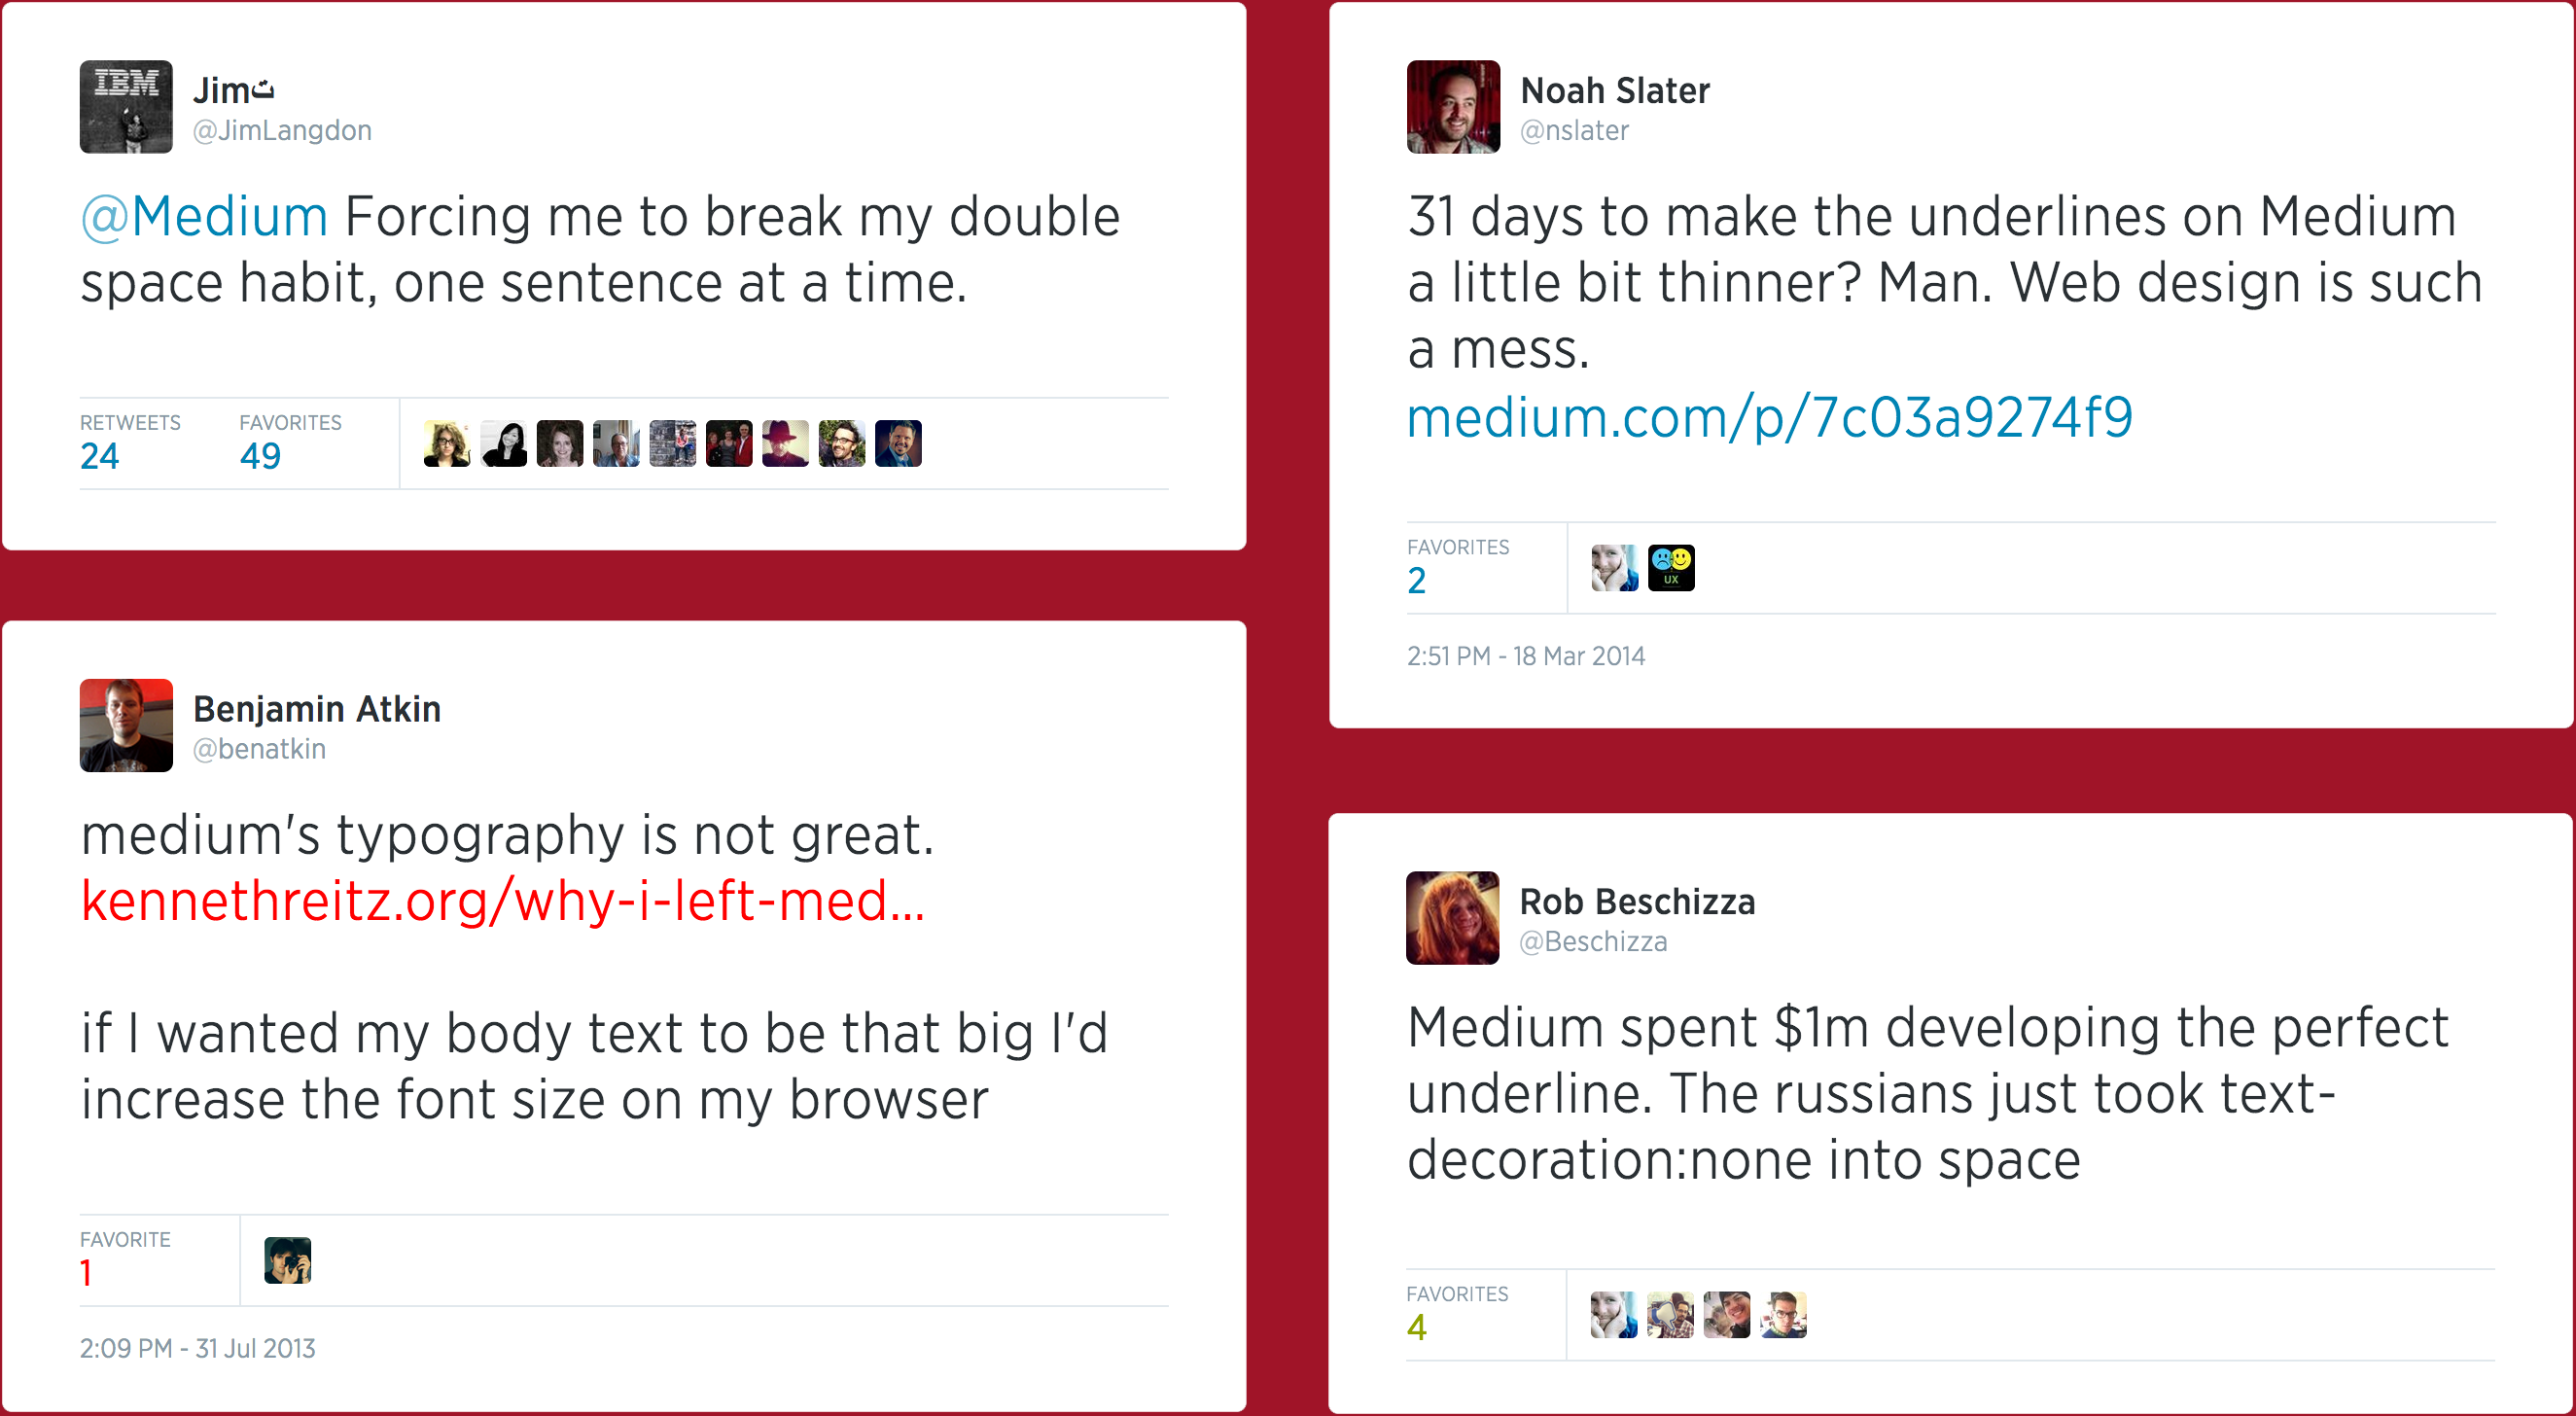 IBM
Jimت
@JimLangdon
@Medium Forcing me to break my double
space habit, one sentence at a time.
RETWEETS FAVORITES
24 49
Noah Slater
@nslater
31 days to make the underlines on Medium
a little bit thinner? Man. Web design is such
a mess.
medium.com/p/7c03a9274f9
FAVORITES
2
UX
2:51 PM - 18 Mar 2014
Benjamin Atkin
@benatkin
medium's typography is not great.
kennethreitz.org/why-i-left-med...
if I wanted my body text to be that big I'd
increase the font size on my browser
FAVORITE
1
2:09 PM - 31 Jul 2013
Rob Beschizza
@Beschizza
Medium spent $1m developing the perfect
underline. The russians just took text-
decoration:none into space
FAVORITES
4